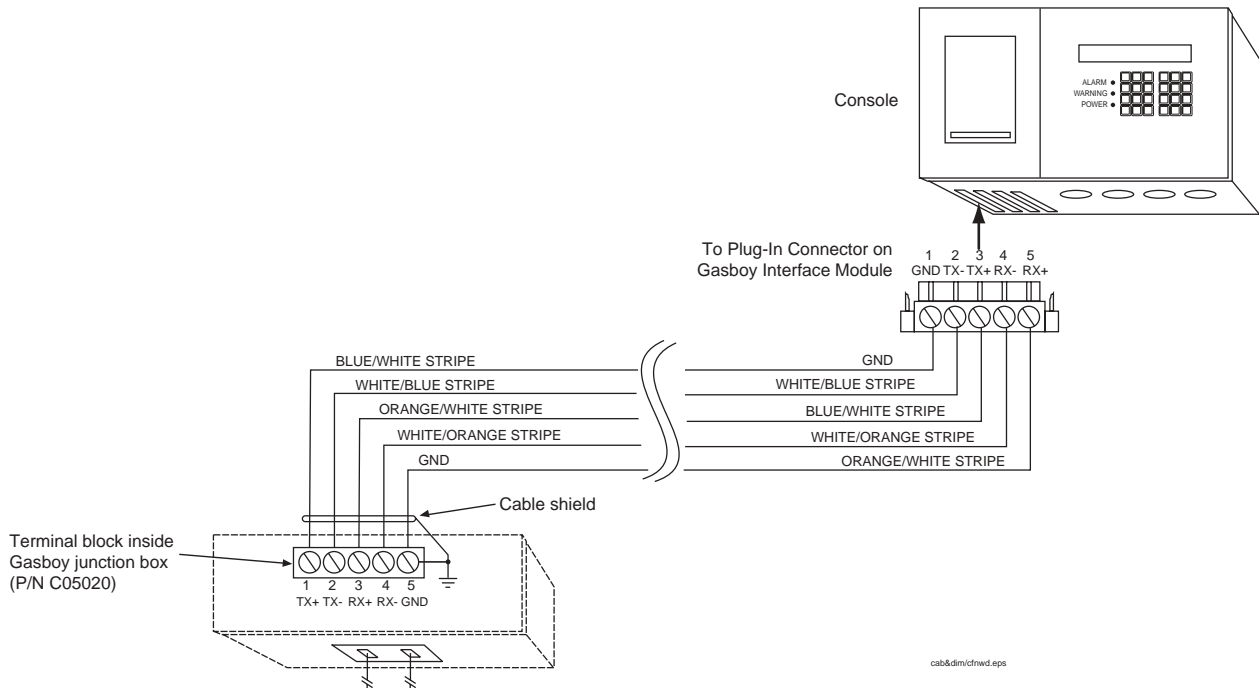 Console
ALARM
WARNING
POWER
To Plug-In Connector on
Gasboy Interface Module
1 2 3 4 5
GND TX- TX+ RX- RX+
BLUE/WHITE STRIPE
GND
WHITE/BLUE STRIPE
WHITE/BLUE STRIPE
ORANGE/WHITE STRIPE
BLUE/WHITE STRIPE
WHITE/ORANGE STRIPE
WHITE/ORANGE STRIPE
GND
ORANGE/WHITE STRIPE
Cable shield
Terminal block inside
Gasboy junction box
(P/N C05020)
1 2 3 4 5
TX+ TX- RX+ RX- GND
cab&dim/cfnwd.eps